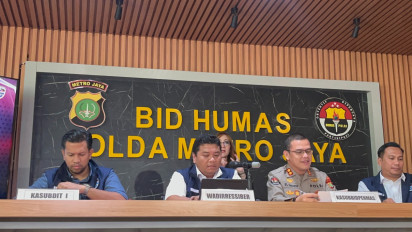 METRO JAYA
BID HUMAS
POLDA METRO JAYA
KASUBDIT I
WADIRRESSIBER